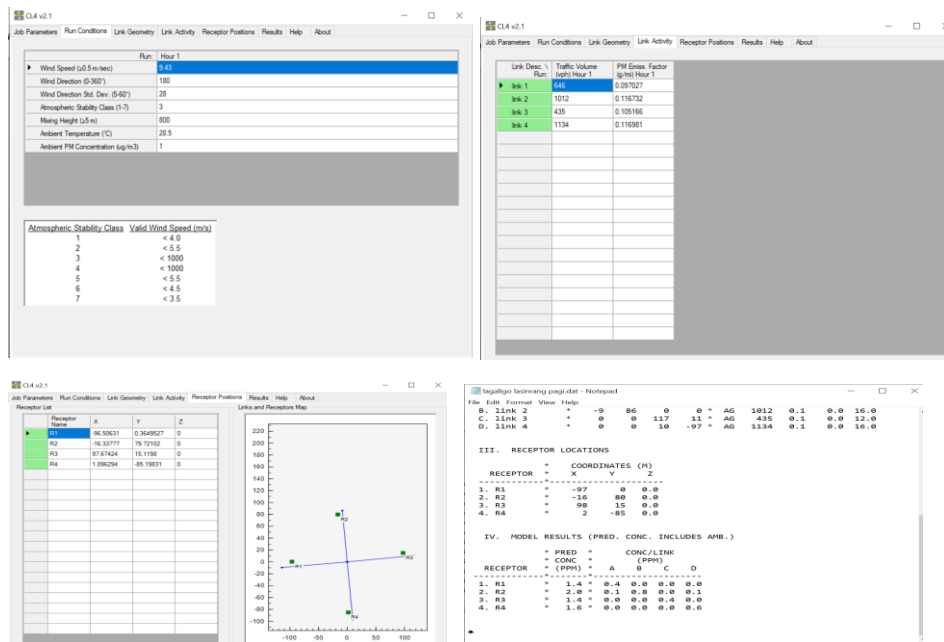 CL4 v2.1
Job Parameters Run Conditions Link Geometry Link Activity Receptor Positions Results Help About
Run: Hour 1
Wind Speed (≥0.5 m/sec) 9.43
Wind Direction (0-360°) 180
Wind Direction Std. Dev. (5-60°) 28
Atmospheric Stability Class (1-7) 3
Mixing Height (≥5 m) 800
Ambient Temperature (°C) 28.5
Ambient PM Concentration (ug/m3) 1
Atmospheric Stability Class Valid Wind Speed (m/s)
1 < 4.0
2 < 5.5
3 < 1000
4 < 1000
5 < 5.5
6 < 4.5
7 < 3.5
CL4 v2.1
Job Parameters Run Conditions Link Geometry Link Activity Receptor Positions Results Help About
Link Desc. \ Traffic Volume PM Emiss. Factor
Run: (vph) Hour 1 (g/mi) Hour 1
link 1 646 0.097027
link 2 1012 0.116732
link 3 435 0.105166
link 4 1134 0.116981
CL4 v2.1
Job Parameters Run Conditions Link Geometry Link Activity Receptor Positions Results Help About
Receptor List
Receptor Name X Y Z
R1 -96.50631 0.3649527 0
R2 -16.33777 79.72102 0
R3 97.67424 15.1198 0
R4 1.896294 -85.19831 0
Links and Receptors Map
220
200
180
160
140
120
100
80
60
40
20
0
-20
-40
-60
-80
-100
R2
R3
R1
R4
-100 -50 0 50 100
lagaligo lasinrang pagi.dat - Notepad
File Edit Format View Help
B. link 2 * -9 86 0 0 * AG 1012 0.1 0.0 16.0
C. link 3 * 0 0 117 11 * AG 435 0.1 0.0 12.0
D. link 4 * 0 0 10 -97 * AG 1134 0.1 0.0 16.0
III. RECEPTOR LOCATIONS
* COORDINATES (M)
RECEPTOR * X Y Z
1. R1 * -97 0 0.0
2. R2 * -16 80 0.0
3. R3 * 98 15 0.0
4. R4 * 2 -85 0.0
IV. MODEL RESULTS (PRED. CONC. INCLUDES AMB.)
* PRED * CONC/LINK
* CONC * (PPM)
RECEPTOR * (PPM) * A B C D
1. R1 * 1.4 * 0.4 0.0 0.0 0.0
2. R2 * 2.0 * 0.1 0.8 0.0 0.1
3. R3 * 1.4 * 0.0 0.0 0.4 0.0
4. R4 * 1.6 * 0.0 0.0 0.0 0.6